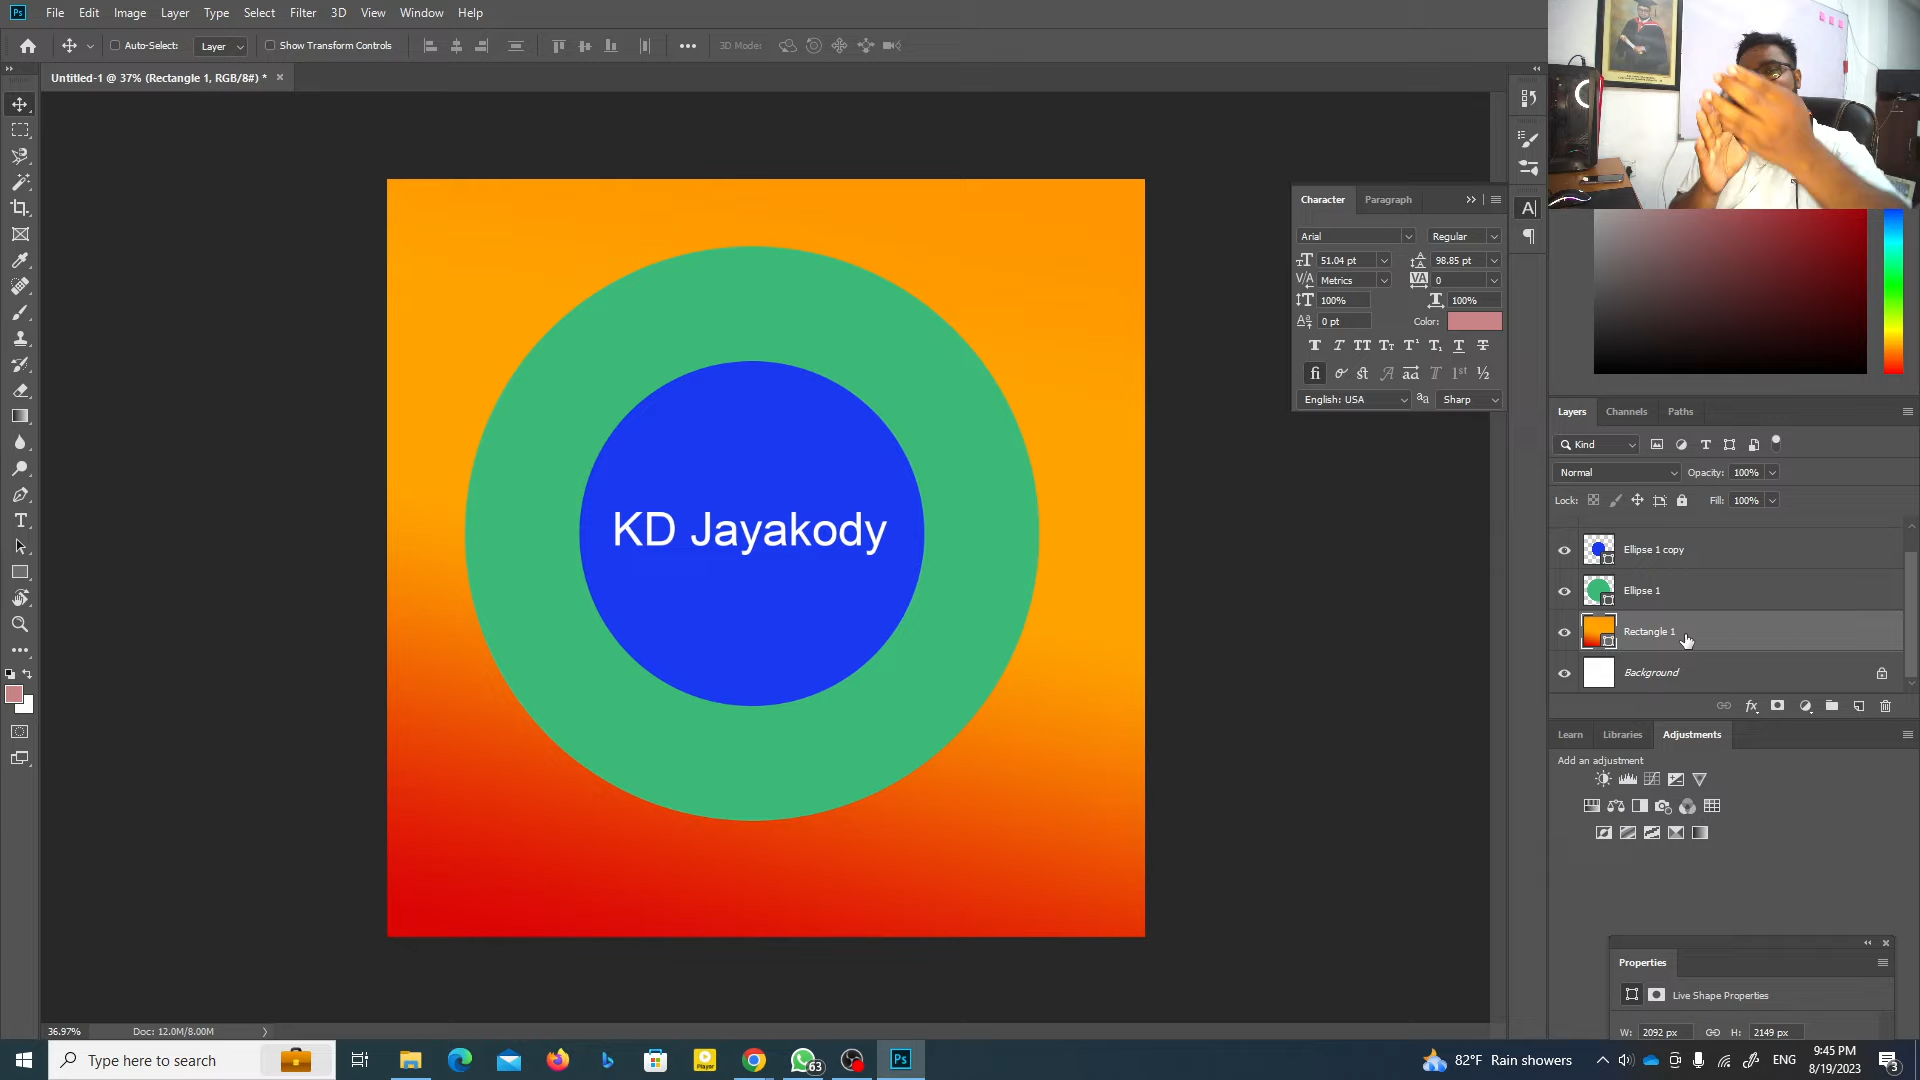 Ps File Edit Image Layer Type Select Filter 3D View Window Help
Auto-Select: Layer Show Transform Controls 3D Mode:
Untitled-1 @ 37% (Rectangle 1, RGB/8#) *
KD Jayakody
Character Paragraph
Arial Regular
51.04 pt 98.85 pt
Metrics 0
100% 100%
0 pt Color:
English: USA Sharp
Layers Channels Paths
Kind
Normal Opacity: 100%
Lock: Fill: 100%
Ellipse 1 copy
Ellipse 1
Rectangle 1
Background
Learn Libraries Adjustments
Add an adjustment
Properties
Live Shape Properties
W: 2092 px H: 2149 px
36.97% Doc: 12.0M/8.00M
Type here to search
Player
63
Ps
82°F Rain showers
ENG
9:45 PM
8/19/2023
3